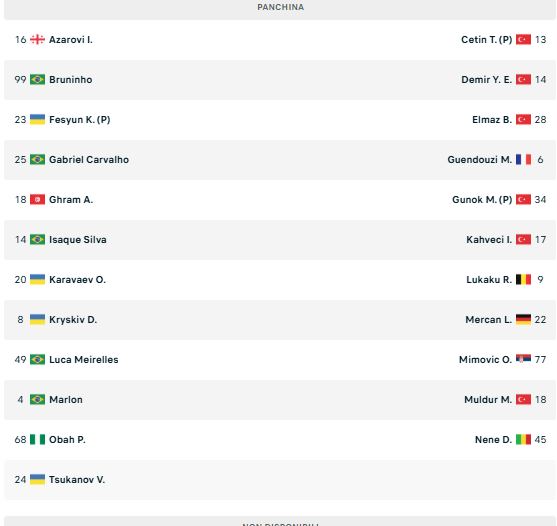 PANCHINA
16 Azarovi I. Cetin T. (P) 13
99 Bruninho Demir Y. E. 14
23 Fesyun K. (P) Elmaz B. 28
25 Gabriel Carvalho Guendouzi M. 6
18 Ghram A. Gunok M. (P) 34
14 Isaque Silva Kahveci I. 17
20 Karavaev O. Lukaku R. 9
8 Kryskiv D. Mercan L. 22
49 Luca Meirelles Mimovic O. 77
4 Marlon Muldur M. 18
68 Obah P. Nene D. 45
24 Tsukanov V.
NON DISPONIBILI